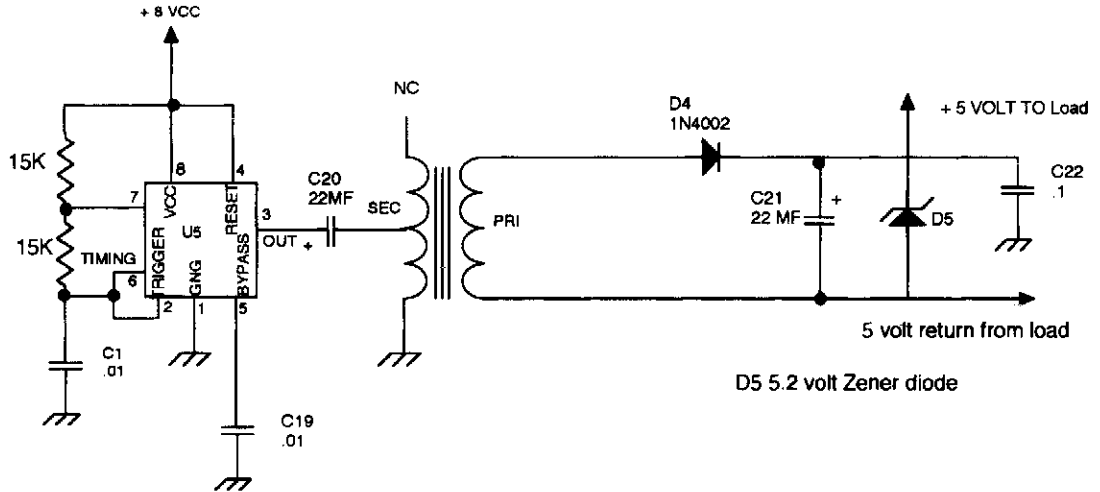 + 8 VCC
NC
D4
1N4002
+ 5 VOLT TO Load
15K
8
4
C20
22MF
C22
.1
7
VCC
RESET
3
SEC
PRI
C21
22 MF
+
D5
U5
OUT +
15K
TIMING
6
TRIGGER
GNG
BYPASS
2
1
5
5 volt return from load
C1
.01
D5 5.2 volt Zener diode
C19
.01